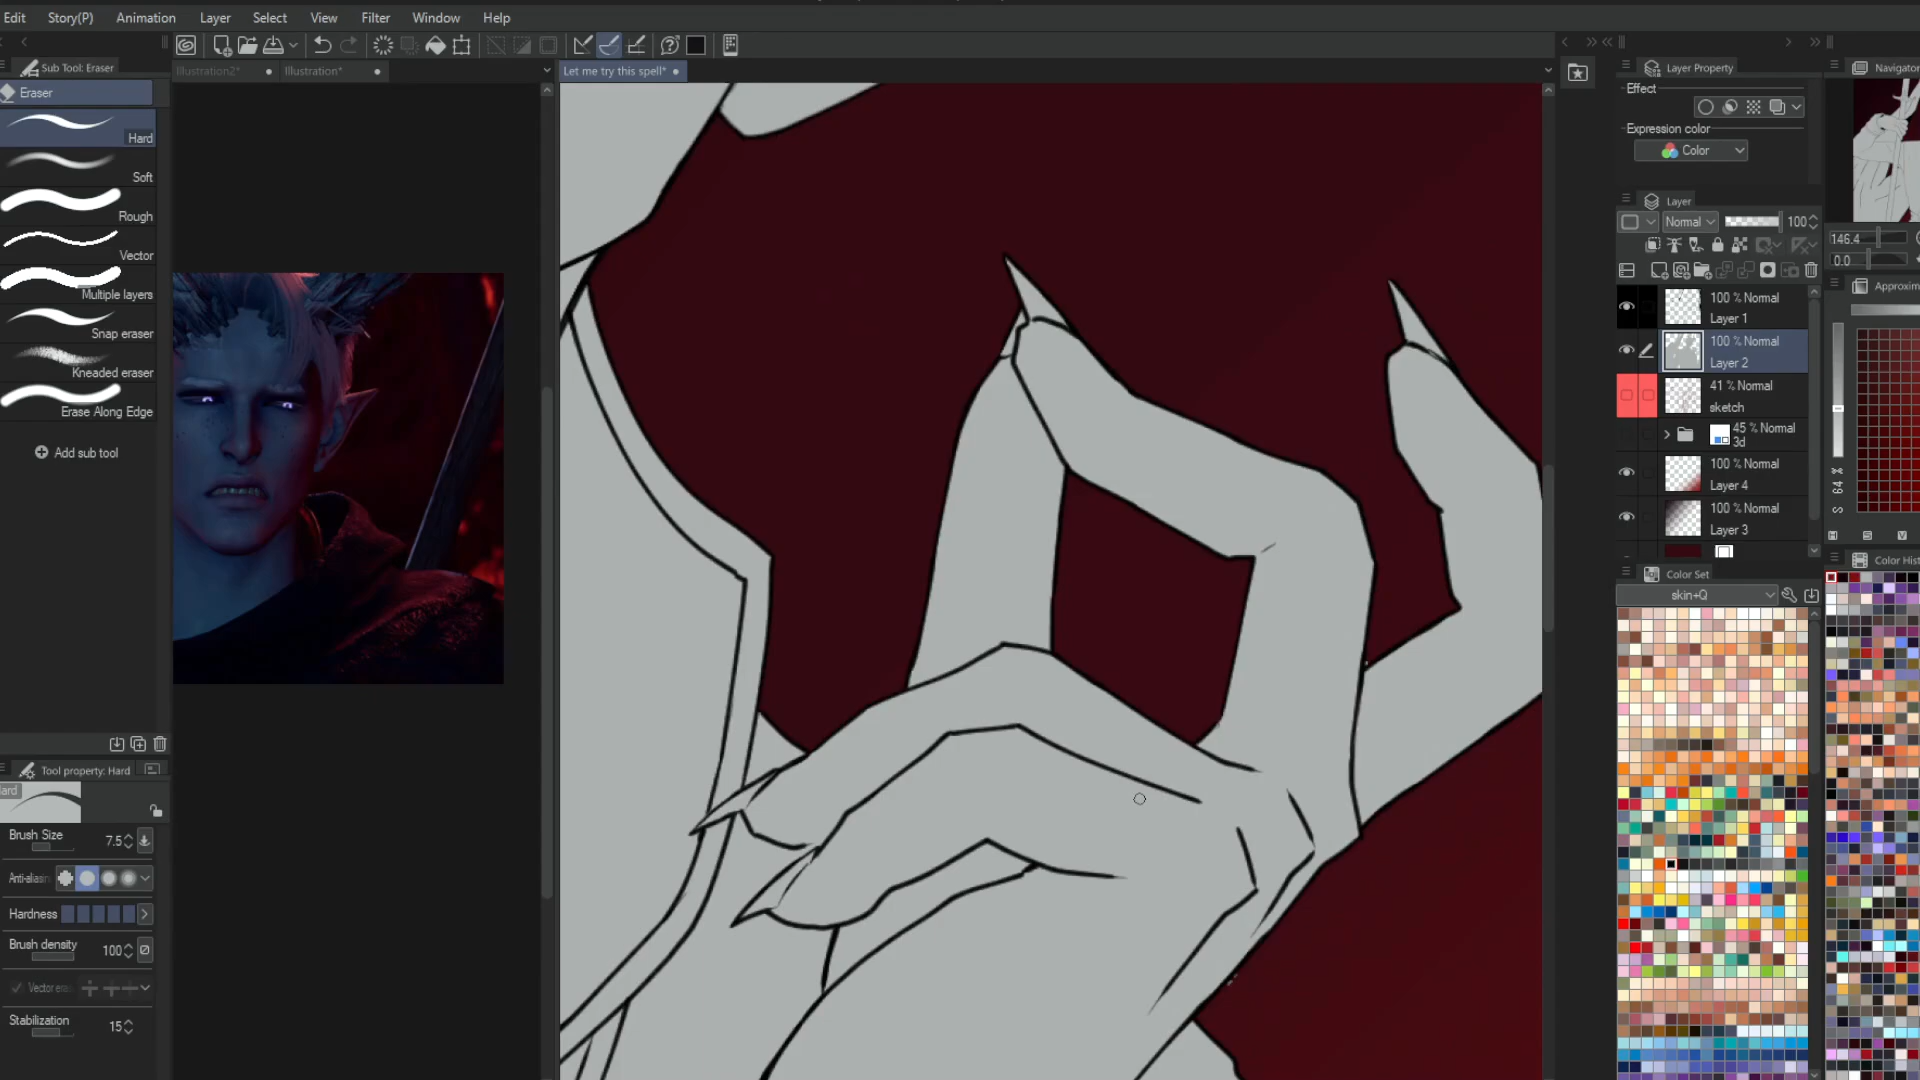 Edit Story(P) Animation Layer Select View Filter Window Help
Sub Tool: Eraser
Illustration2*
Illustration*
Let me try this spell*
Layer Property
Navigator
Eraser
Effect
Hard
Expression color
Color
Soft
Layer
Rough
Normal 100
146.4
Vector
0.0
Multiple layers
100 % Normal
Layer 1
Snap eraser
100 % Normal
Layer 2
Kneaded eraser
41 % Normal
sketch
Erase Along Edge
45 % Normal
3d
Add sub tool
100 % Normal
Layer 4
64
100 % Normal
Layer 3
Color Set
Color His
skin+Q
Tool property: Hard
Brush Size 7.5
Hardness
Brush density 100
Stabilization 15